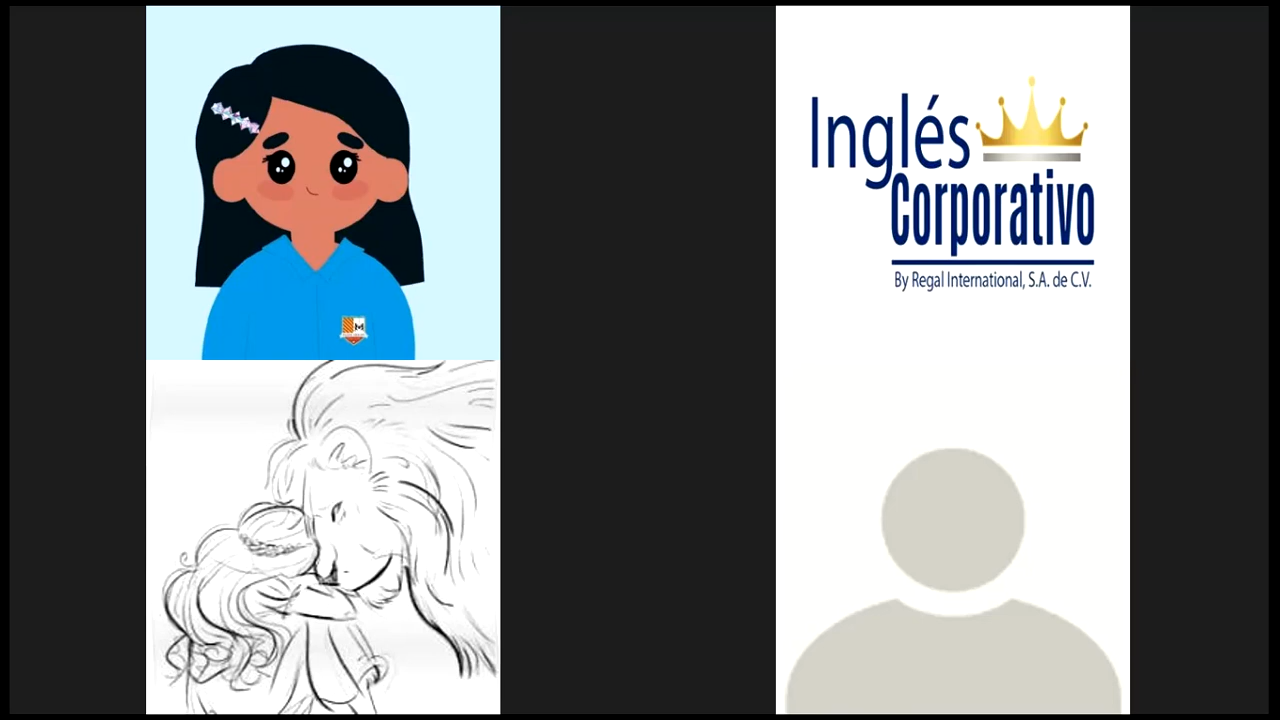 Inglés
Corporativo
By Regal International, S.A. de C.V.